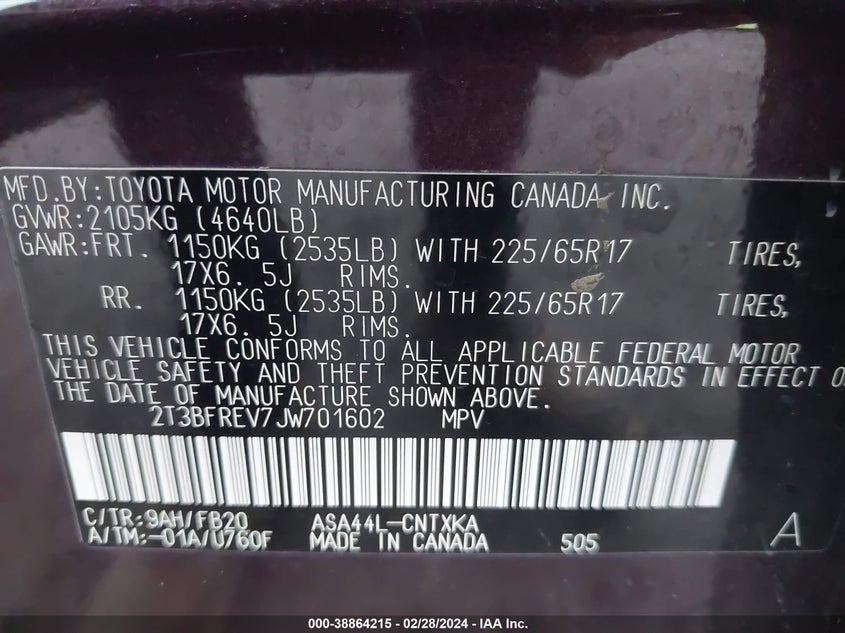 MFD.BY:TOYOTA MOTOR MANUFACTURING CANADA INC.
GVWR:2105KG (4640LB)
GAWR:FRT. 1150KG (2535LB) WITH 225/65R17 TIRES,
17X6. 5J RIMS.
RR. 1150KG (2535LB) WITH 225/65R17 TIRES,
17X6. 5J RIMS.
THIS VEHICLE CONFORMS TO ALL APPLICABLE FEDERAL MOTOR
VEHICLE SAFETY AND THEFT PREVENTION STANDARDS IN EFFECT O
THE DATE OF MANUFACTURE SHOWN ABOVE.
2T3BFREV7JW701602 MPV
C/TR:9AH/FB20 ASA44L-CNTXKA
A/TM:-01A/U760F MADE IN CANADA 505 A
000-38864215 - 02/28/2024 - IAA Inc.